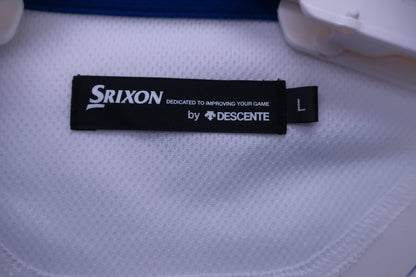 SRIXON DEDICATED TO IMPROVING YOUR GAME
by DESCENTE
L